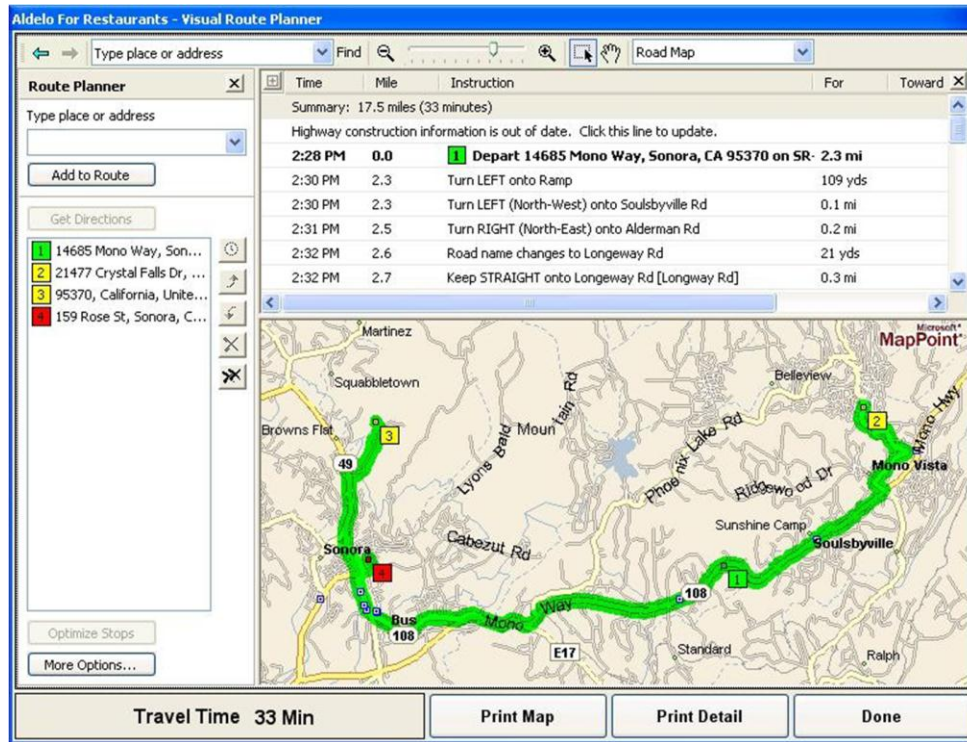 Aldelo For Restaurants - Visual Route Planner
Type place or address
Find
Road Map
Route Planner
Type place or address
Add to Route
Get Directions
1 14685 Mono Way, Son...
2 21477 Crystal Falls Dr, ...
3 95370, California, Unite...
4 159 Rose St, Sonora, C...
Optimize Stops
More Options...
Time Mile Instruction For Toward
Summary: 17.5 miles (33 minutes)
Highway construction information is out of date. Click this line to update.
2:28 PM 0.0 1 Depart 14685 Mono Way, Sonora, CA 95370 on SR- 2.3 mi
2:30 PM 2.3 Turn LEFT onto Ramp 109 yds
2:30 PM 2.3 Turn LEFT (North-West) onto Soulsbyville Rd 0.1 mi
2:31 PM 2.5 Turn RIGHT (North-East) onto Alderman Rd 0.2 mi
2:32 PM 2.6 Road name changes to Longeway Rd 21 yds
2:32 PM 2.7 Keep STRAIGHT onto Longeway Rd [Longway Rd] 0.3 mi
Martinez
Microsoft
MapPoint
Squabbletown
Belleview
Browns Flat
3
2
49
Lyons Bald Mountain Rd
Phoenix Lake Rd
Mono Hwy
Mono Vista
Ridgewood Dr
Sunshine Camp
Soulsbyville
Sonora
Cabezut Rd
4
1
108
Bus
108
Mono Way
E17
Standard
Ralph
Travel Time 33 Min
Print Map
Print Detail
Done